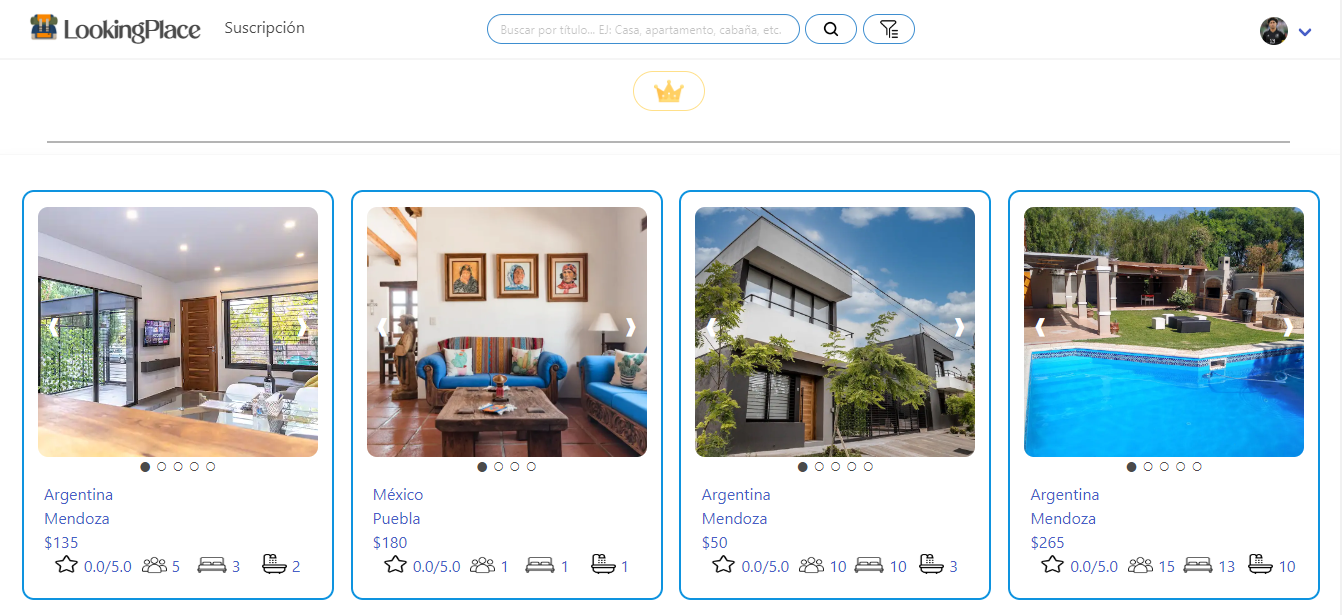 LookingPlace
Suscripción
Buscar por título... EJ: Casa, apartamento, cabaña, etc.
Argentina
Mendoza
$135
0.0/5.0 5 3 2
México
Puebla
$180
0.0/5.0 1 1 1
Argentina
Mendoza
$50
0.0/5.0 10 10 3
Argentina
Mendoza
$265
0.0/5.0 15 13 10